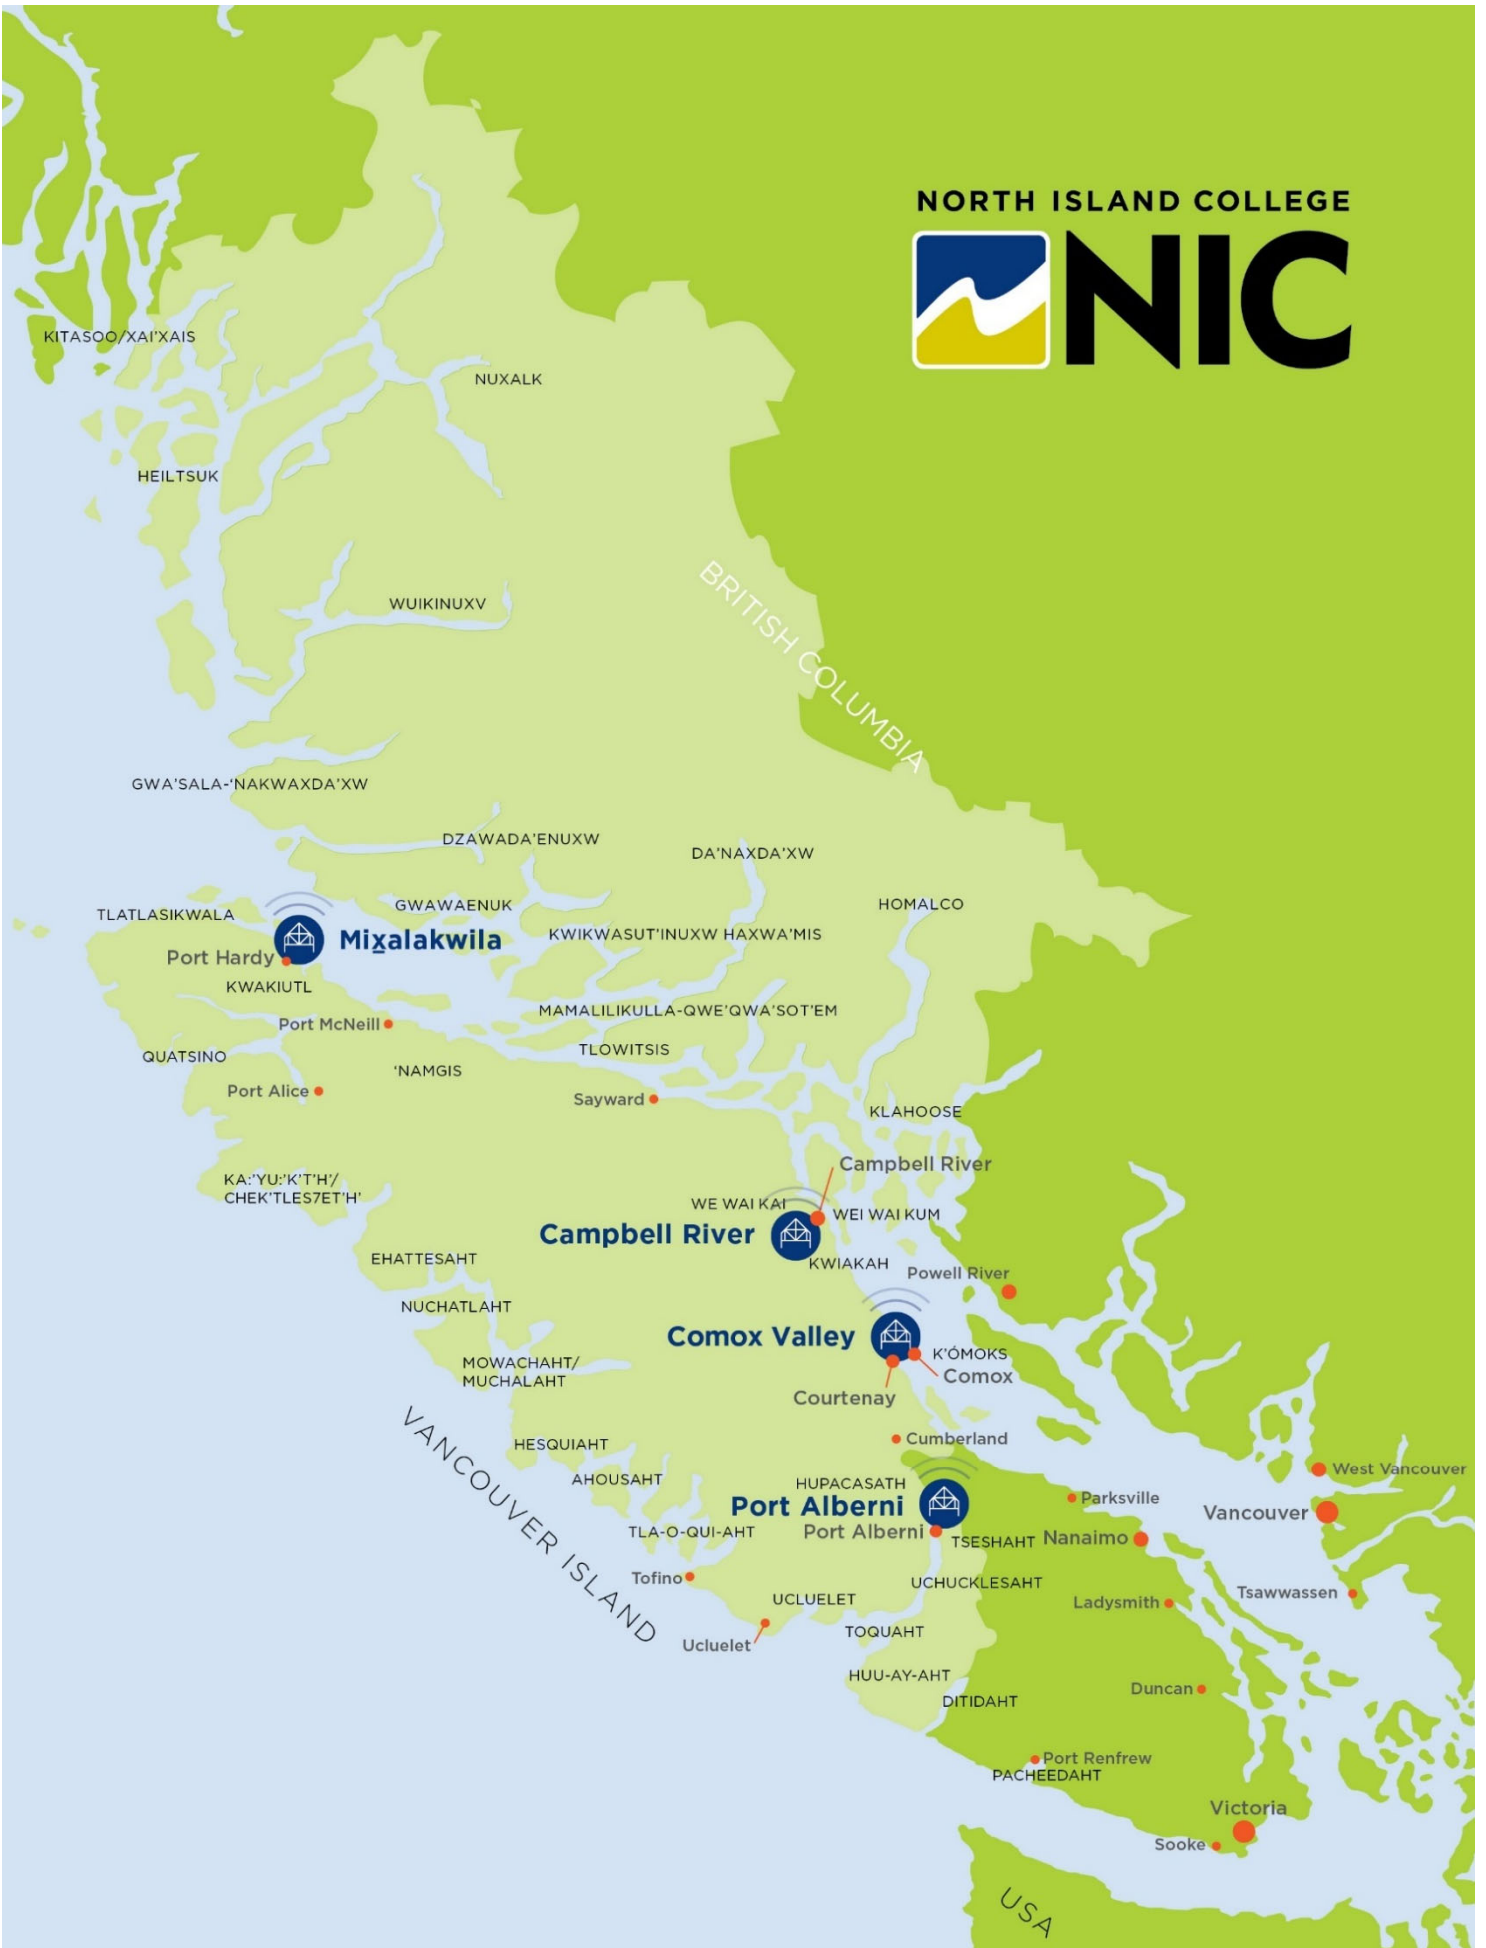 NORTH ISLAND COLLEGE
NIC
KITASOO/XAI'XAIS
NUXALK
HEILTSUK
BRITISH COLUMBIA
WUIKINUXV
GWA'SALA-'NAKWAXDA'XW
DZAWADA'ENUXW
DA'NAXDA'XW
GWAWAENUK
HOMALCO
TLATLASIKWALA
KWIKWASUT'INUXW HAXWA'MIS
Mix̲alakwila
Port Hardy
KWAKIUTL
MAMALILIKULLA-QWE'QWA'SOT'EM
Port McNeill
TLOWITSIS
QUATSINO
'NAMGIS
Port Alice
Sayward
KLAHOOSE
Campbell River
KA:'YU:'K'T'H'/
CHEK'TLES7ET'H'
WE WAI KAI
WEI WAI KUM
Campbell River
EHATTESAHT
KWIAKAH
Powell River
NUCHATLAHT
Comox Valley
K'ÓMOKS
MOWACHAHT/
MUCHALAHT
Comox
Courtenay
VANCOUVER ISLAND
Cumberland
HESQUIAHT
West Vancouver
AHOUSAHT
HUPACASATH
Parksville
Port Alberni
Vancouver
TLA-O-QUI-AHT
Port Alberni
TSESHAHT
Nanaimo
Tofino
UCHUCKLESAHT
Tsawwassen
UCLUELET
Ladysmith
TOQUAHT
Ucluelet
HUU-AY-AHT
Duncan
DITIDAHT
Port Renfrew
PACHEEDAHT
Victoria
Sooke
USA